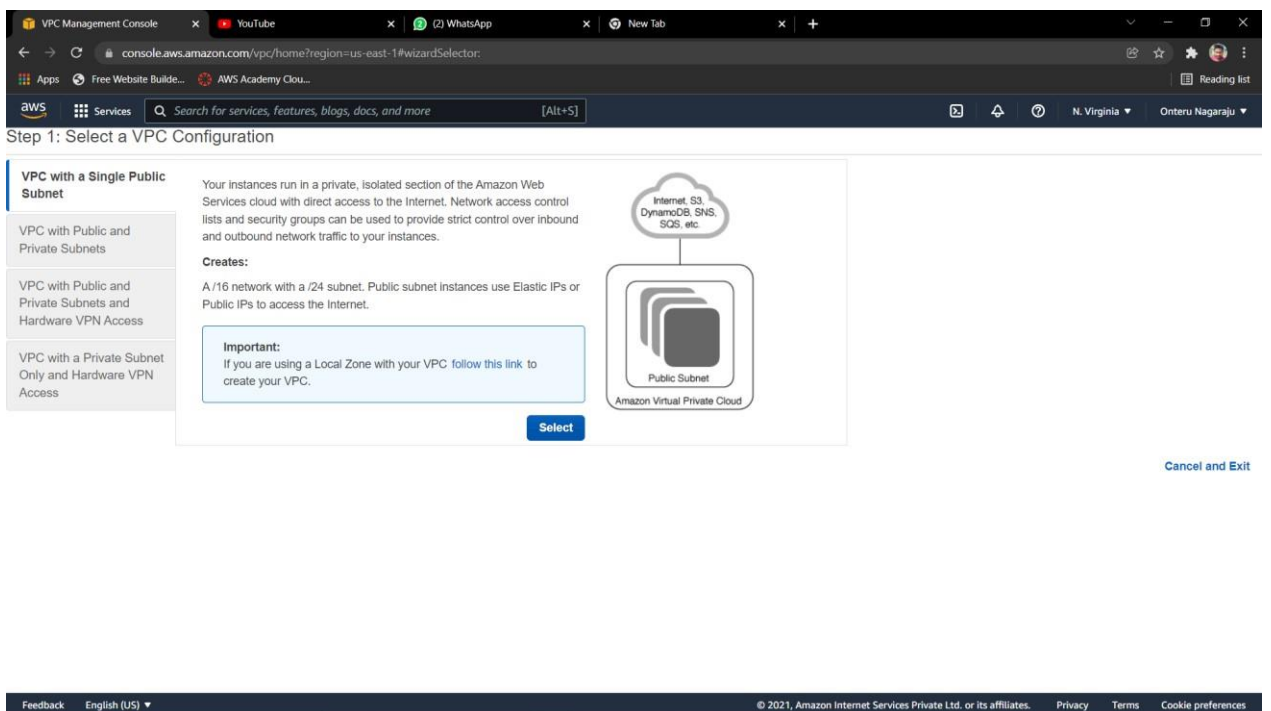 VPC Management Console
YouTube
(2) WhatsApp
New Tab
console.aws.amazon.com/vpc/home?region=us-east-1#wizardSelector:
Apps
Free Website Builde...
AWS Academy Clou...
Reading list
aws
Services
Search for services, features, blogs, docs, and more
[Alt+S]
N. Virginia ▼
Onteru Nagaraju ▼
Step 1: Select a VPC Configuration
VPC with a Single Public
Subnet
VPC with Public and
Private Subnets
VPC with Public and
Private Subnets and
Hardware VPN Access
VPC with a Private Subnet
Only and Hardware VPN
Access
Your instances run in a private, isolated section of the Amazon Web
Services cloud with direct access to the Internet. Network access control
lists and security groups can be used to provide strict control over inbound
and outbound network traffic to your instances.
Creates:
A /16 network with a /24 subnet. Public subnet instances use Elastic IPs or
Public IPs to access the Internet.
Important:
If you are using a Local Zone with your VPC follow this link to
create your VPC.
Select
Internet, S3,
DynamoDB, SNS,
SQS, etc.
Public Subnet
Amazon Virtual Private Cloud
Cancel and Exit
Feedback
English (US) ▼
© 2021, Amazon Internet Services Private Ltd. or its affiliates.
Privacy
Terms
Cookie preferences